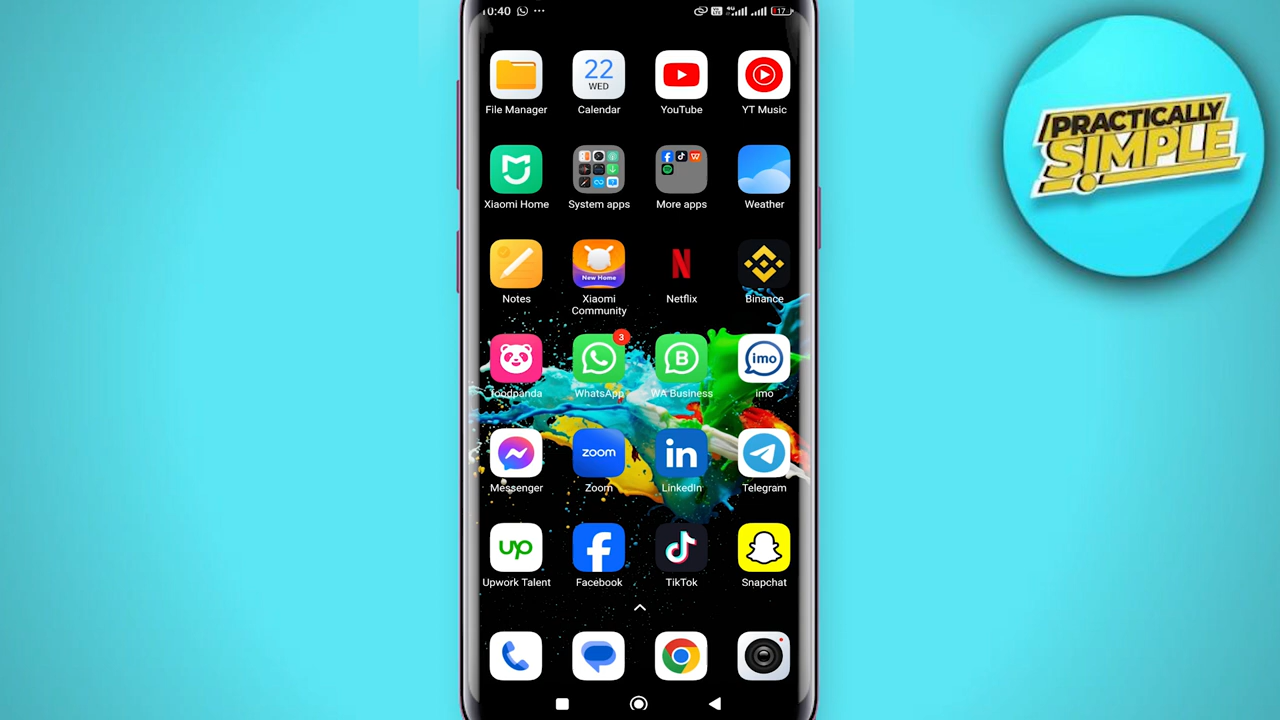 10:40
4G
17
File Manager
22
WED
Calendar
YouTube
YT Music
Xiaomi Home
System apps
More apps
Weather
Notes
New Home
Xiaomi
Community
Netflix
Binance
foodpanda
3
WhatsApp
B
WA Business
imo
imo
Messenger
zoom
Zoom
in
LinkedIn
Telegram
up
Upwork Talent
Facebook
TikTok
Snapchat
PRACTICALLY
SIMPLE